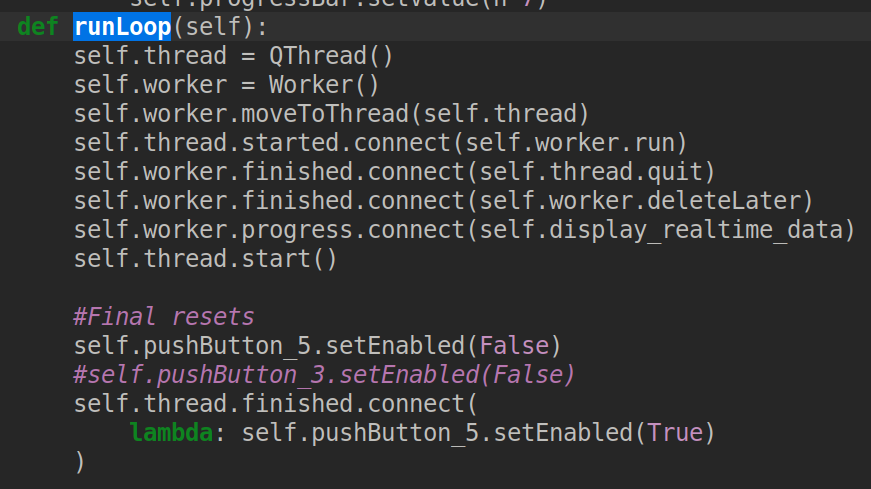 self.progressBar.setValue(n*7)
def runLoop(self):
self.thread = QThread()
self.worker = Worker()
self.worker.moveToThread(self.thread)
self.thread.started.connect(self.worker.run)
self.worker.finished.connect(self.thread.quit)
self.worker.finished.connect(self.worker.deleteLater)
self.worker.progress.connect(self.display_realtime_data)
self.thread.start()
#Final resets
self.pushButton_5.setEnabled(False)
#self.pushButton_3.setEnabled(False)
self.thread.finished.connect(
lambda: self.pushButton_5.setEnabled(True)
)